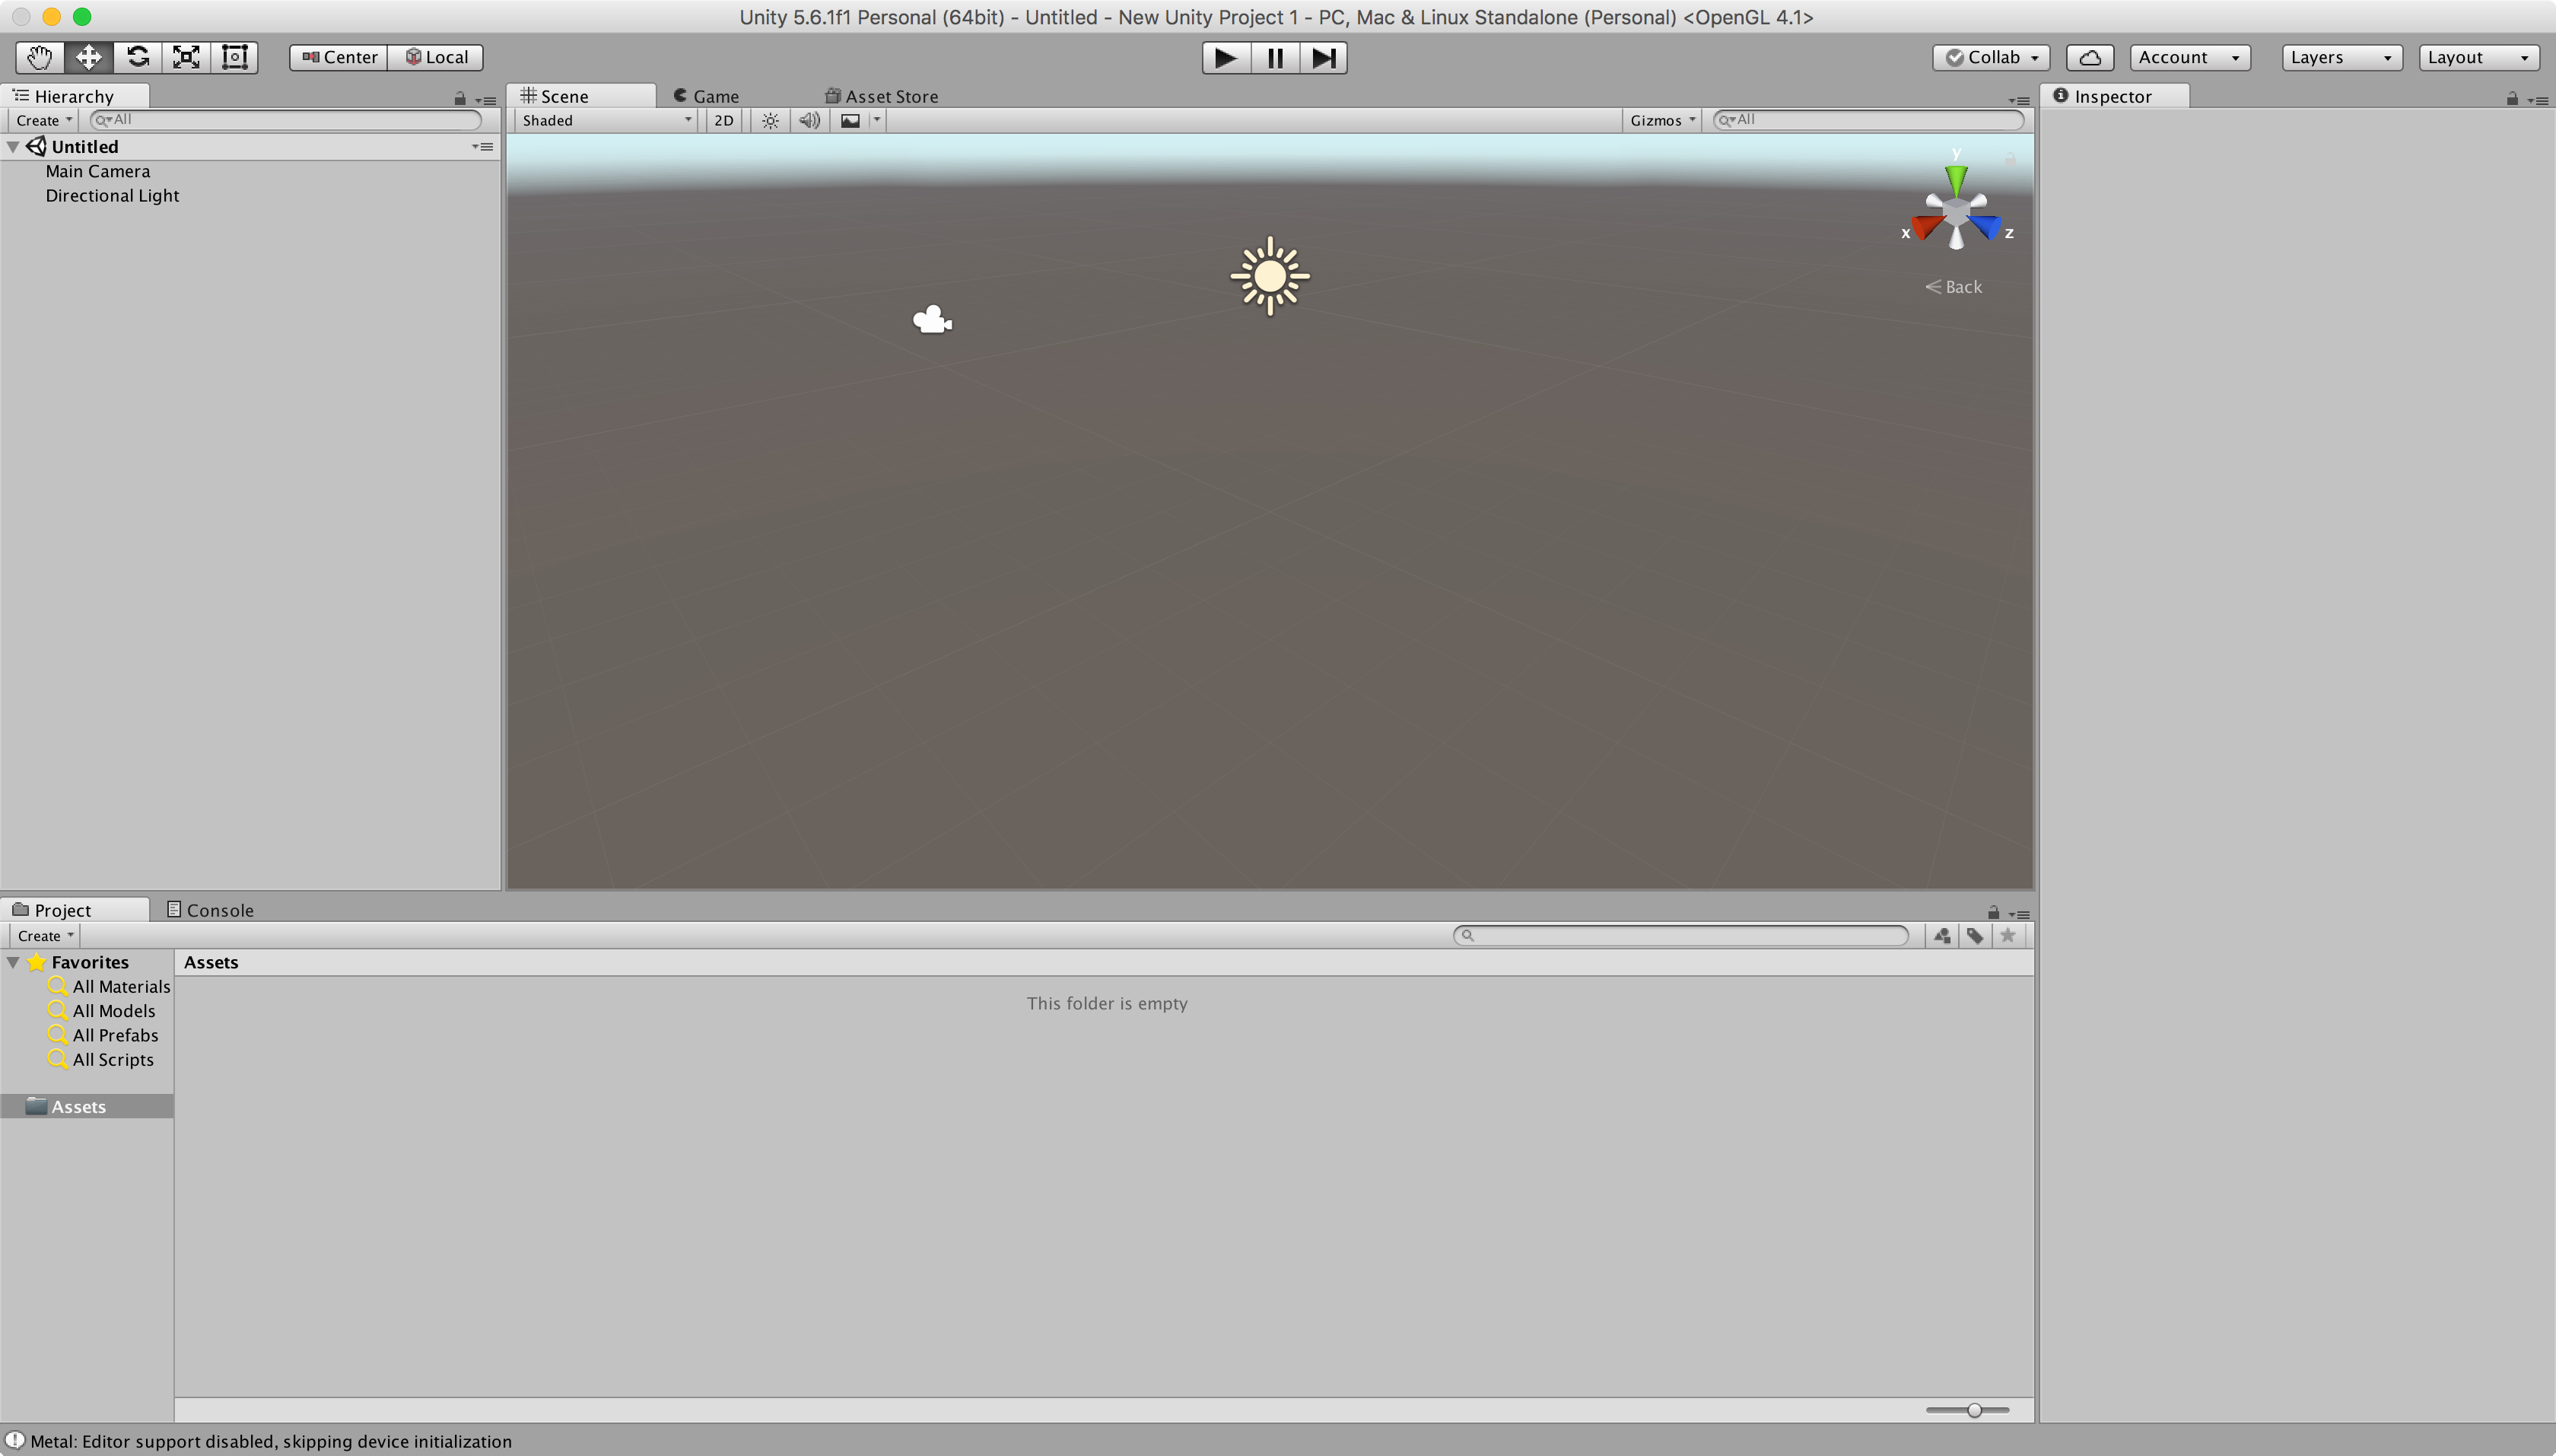 Unity 5.6.1f1 Personal (64bit) - Untitled - New Unity Project 1 - PC, Mac & Linux Standalone (Personal) <OpenGL 4.1>
Center Local Collab Account Layers Layout
Hierarchy
Create All
Untitled
Main Camera
Directional Light
Scene Game Asset Store
Shaded 2D Gizmos All
y
x z
Back
Inspector
Project Console
Create
Favorites
All Materials
All Models
All Prefabs
All Scripts
Assets
Assets
This folder is empty
Metal: Editor support disabled, skipping device initialization